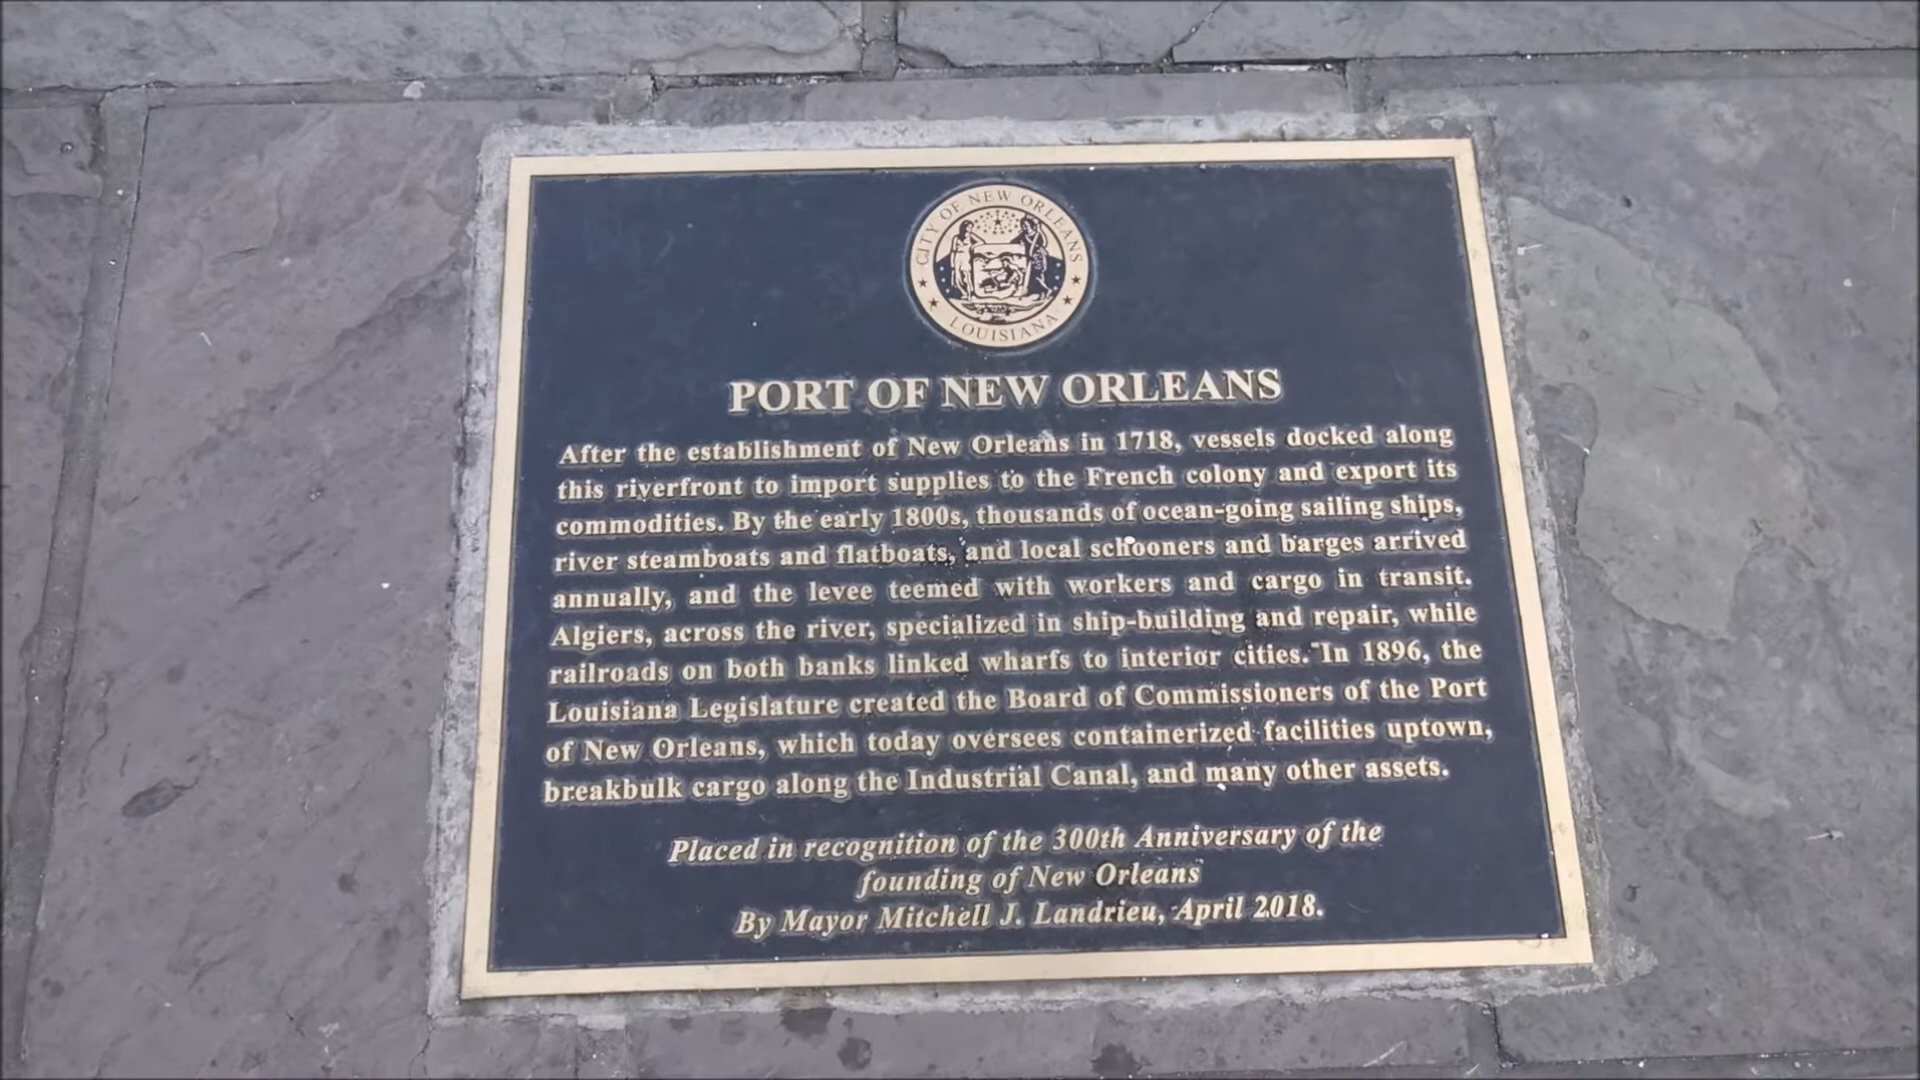 CITY OF NEW ORLEANS
LOUISIANA
PORT OF NEW ORLEANS
After the establishment of New Orleans in 1718, vessels docked along
this riverfront to import supplies to the French colony and export its
commodities. By the early 1800s, thousands of ocean-going sailing ships,
river steamboats and flatboats, and local schooners and barges arrived
annually, and the levee teemed with workers and cargo in transit.
Algiers, across the river, specialized in ship-building and repair, while
railroads on both banks linked wharfs to interior cities. In 1896, the
Louisiana Legislature created the Board of Commissioners of the Port
of New Orleans, which today oversees containerized facilities uptown,
breakbulk cargo along the Industrial Canal, and many other assets.
Placed in recognition of the 300th Anniversary of the
founding of New Orleans
By Mayor Mitchell J. Landrieu, April 2018.